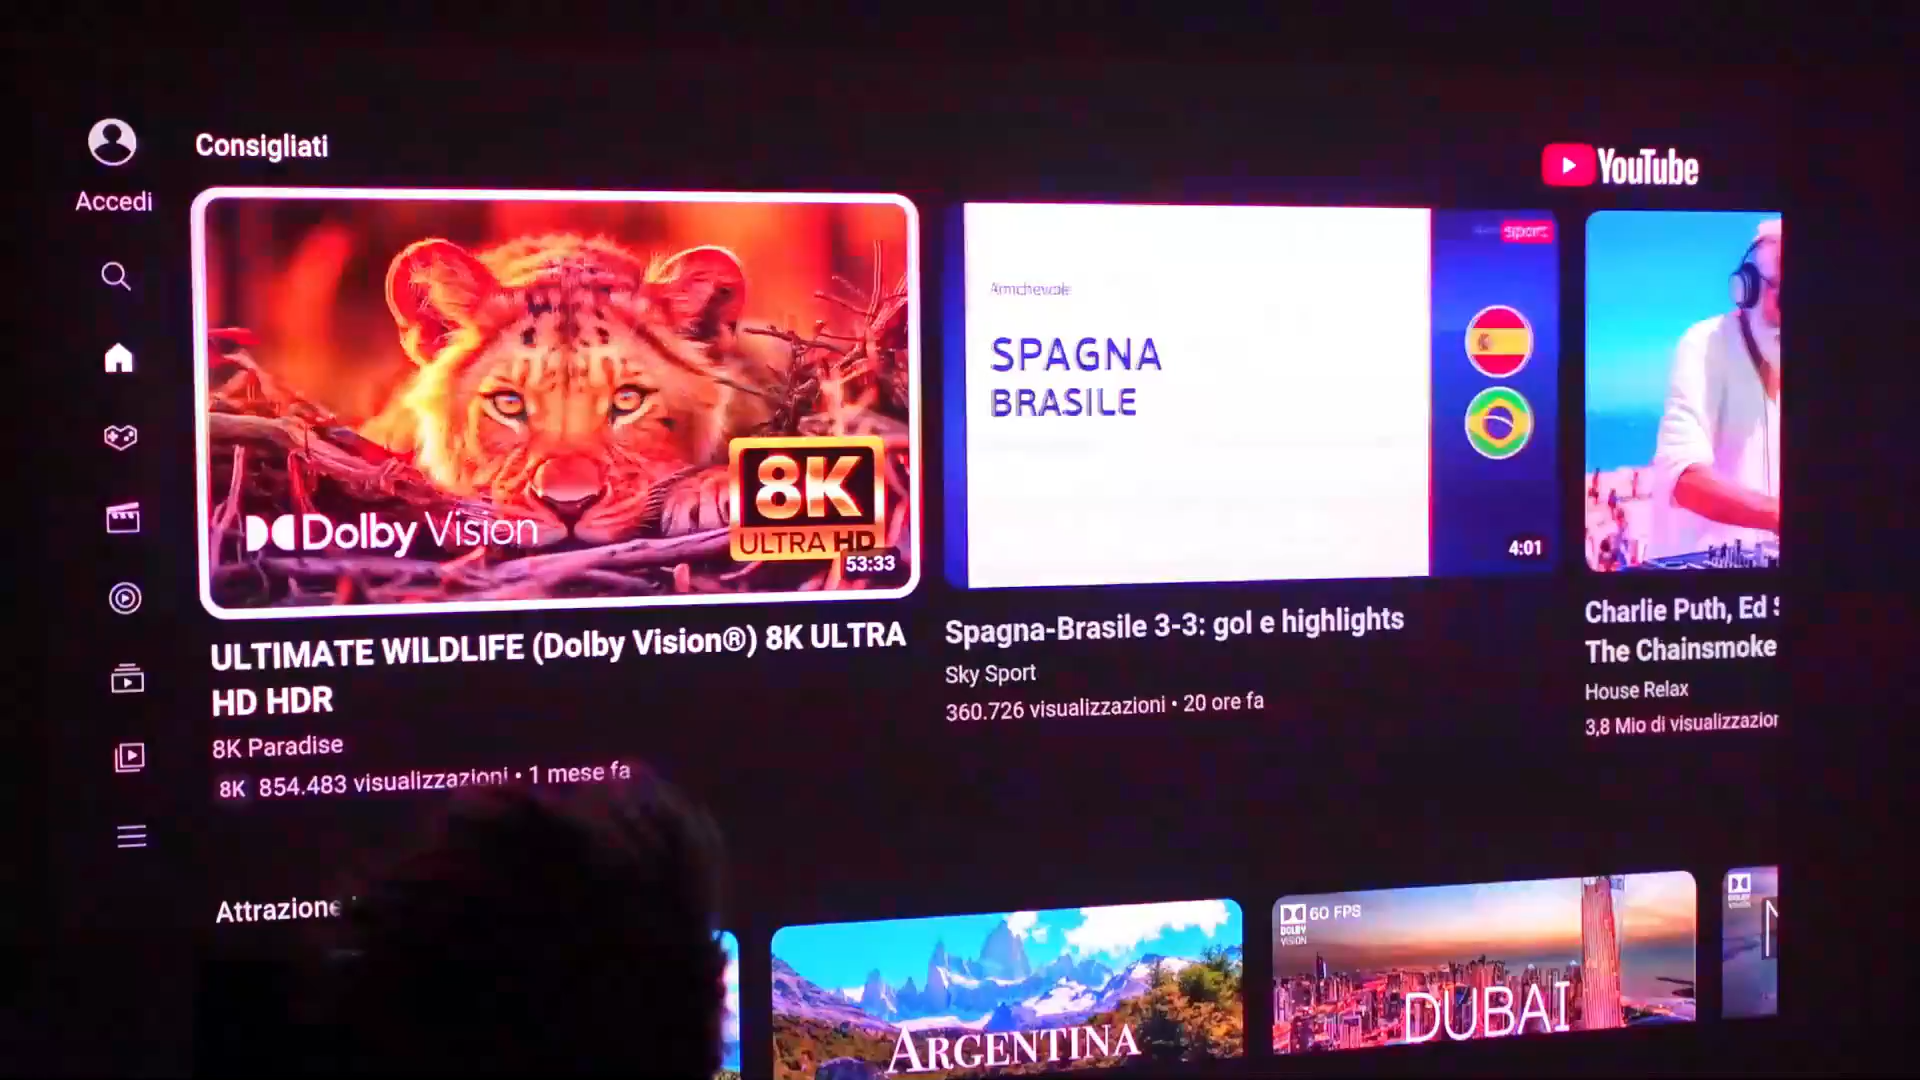 Consigliati
YouTube
Accedi
sport
Amichevole
SPAGNA
BRASILE
8K
ULTRA HD
Dolby Vision
53:33
4:01
ULTIMATE WILDLIFE (Dolby Vision®) 8K ULTRA
HD HDR
8K Paradise
8K 854.483 visualizzazioni • 1 mese fa
Spagna-Brasile 3-3: gol e highlights
Sky Sport
360.726 visualizzazioni • 20 ore fa
Charlie Puth, Ed
The Chainsmoke
House Relax
3,8 Mio di visualizzazion
Attrazione
ARGENTINA
DOLBY
VISION
60 FPS
DUBAI
DOLBY
VISION